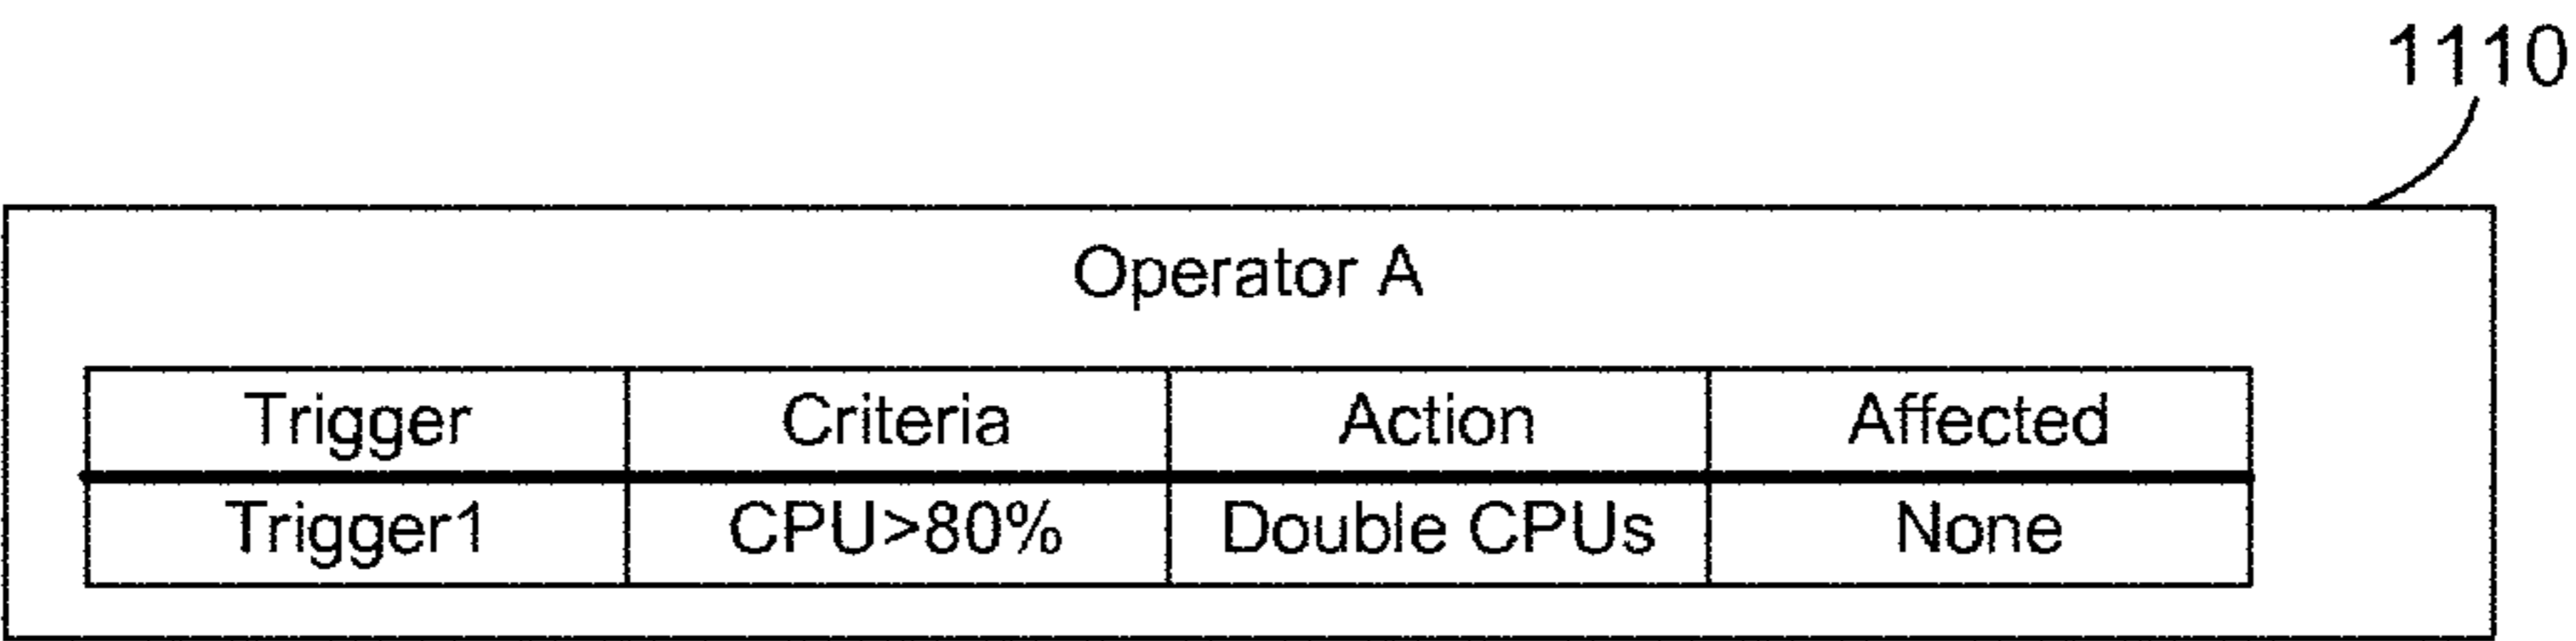 1110
Operator A
Trigger Criteria Action Affected
Trigger1 CPU>80% Double CPUs None